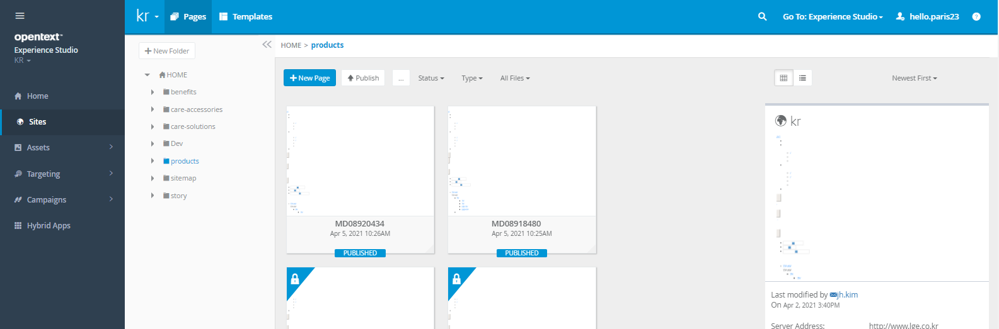 kr
Pages
Templates
Go To: Experience Studio
hello.paris23
opentext™
Experience Studio
KR
Home
Sites
Assets
Targeting
Campaigns
Hybrid Apps
New Folder
HOME
benefits
care-accessories
care-solutions
Dev
products
sitemap
story
HOME > products
New Page
Publish
...
Status
Type
All Files
Newest First
MD08920434
Apr 5, 2021 10:26AM
PUBLISHED
MD08918480
Apr 5, 2021 10:25AM
PUBLISHED
kr
Last modified by jh.kim
On Apr 2, 2021 3:40PM
Server Address: http://www.lge.co.kr